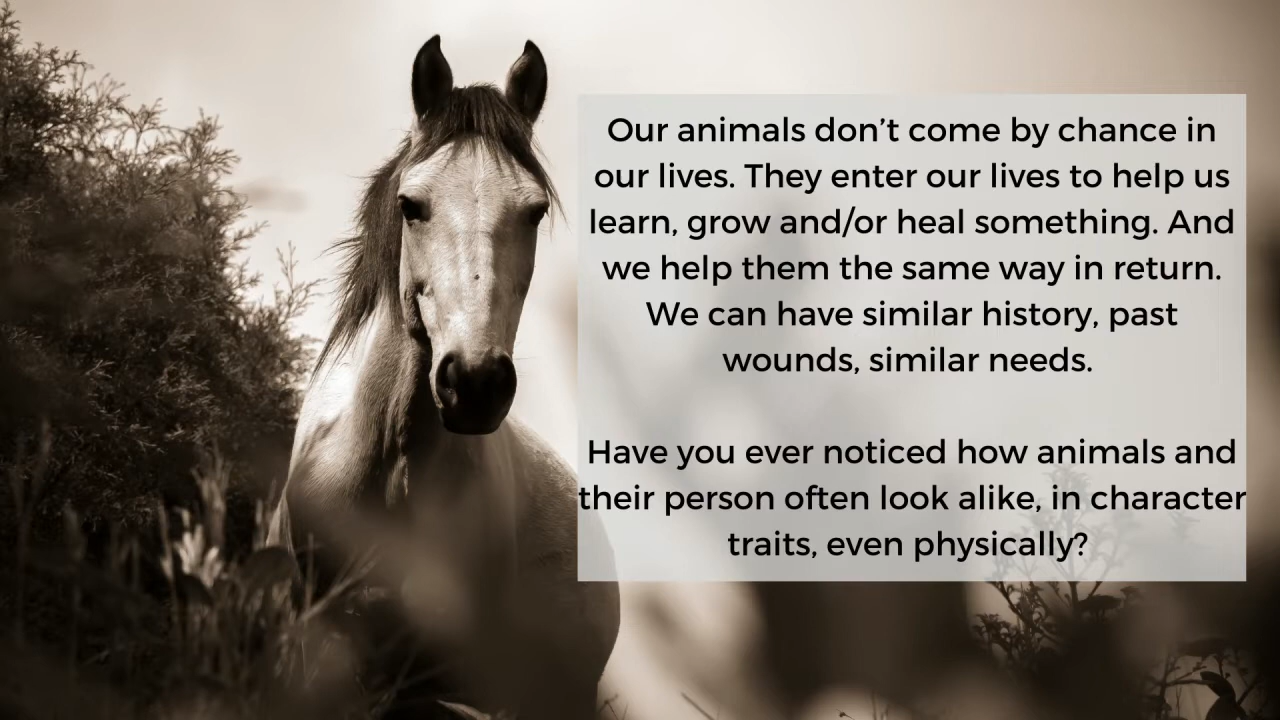 Our animals don’t come by chance in
our lives. They enter our lives to help us
learn, grow and/or heal something. And
we help them the same way in return.
We can have similar history, past
wounds, similar needs.
Have you ever noticed how animals and
their person often look alike, in character
traits, even physically?